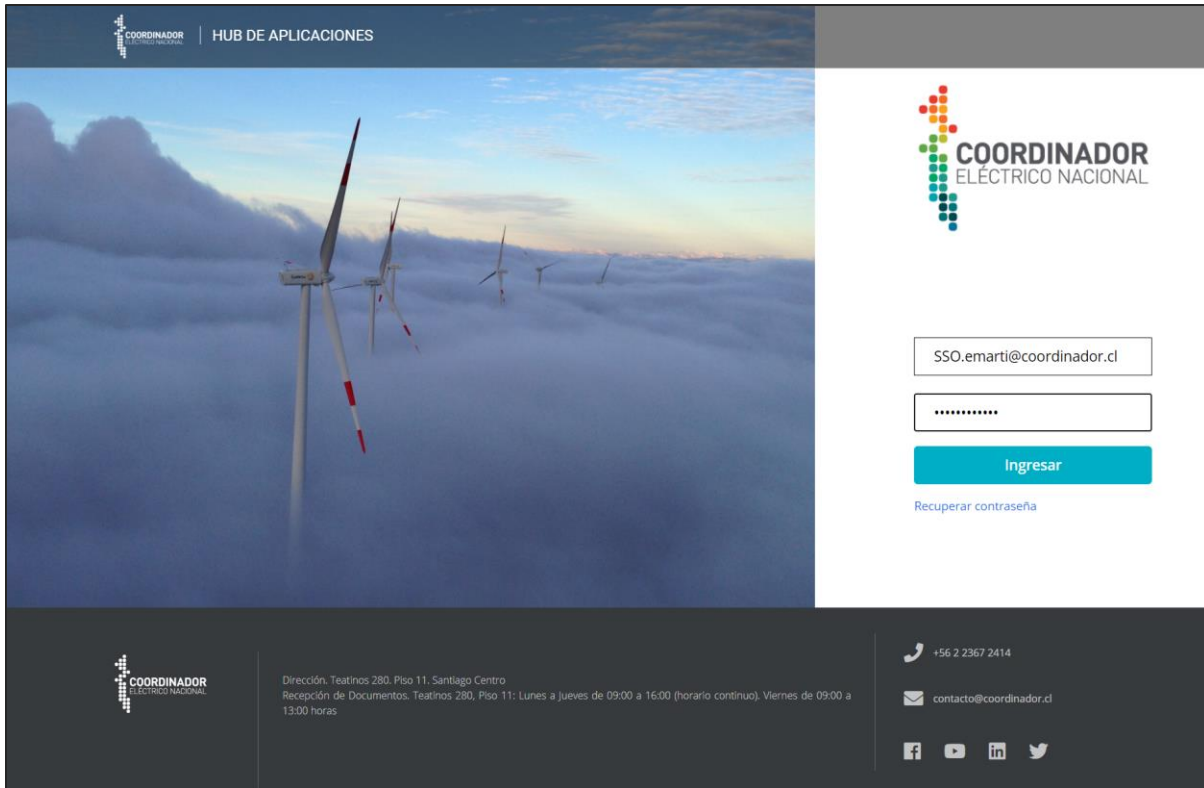 COORDINADOR
ELÉCTRICO NACIONAL
HUB DE APLICACIONES
COORDINADOR
ELÉCTRICO NACIONAL
SSO.emarti@coordinador.cl
••••••••••••
Ingresar
Recuperar contraseña
COORDINADOR
ELÉCTRICO NACIONAL
Dirección. Teatinos 280. Piso 11. Santiago Centro
Recepción de Documentos. Teatinos 280, Piso 11: Lunes a Jueves de 09:00 a 16:00 (horario continuo). Viernes de 09:00 a
13:00 horas
+56 2 2367 2414
contacto@coordinador.cl